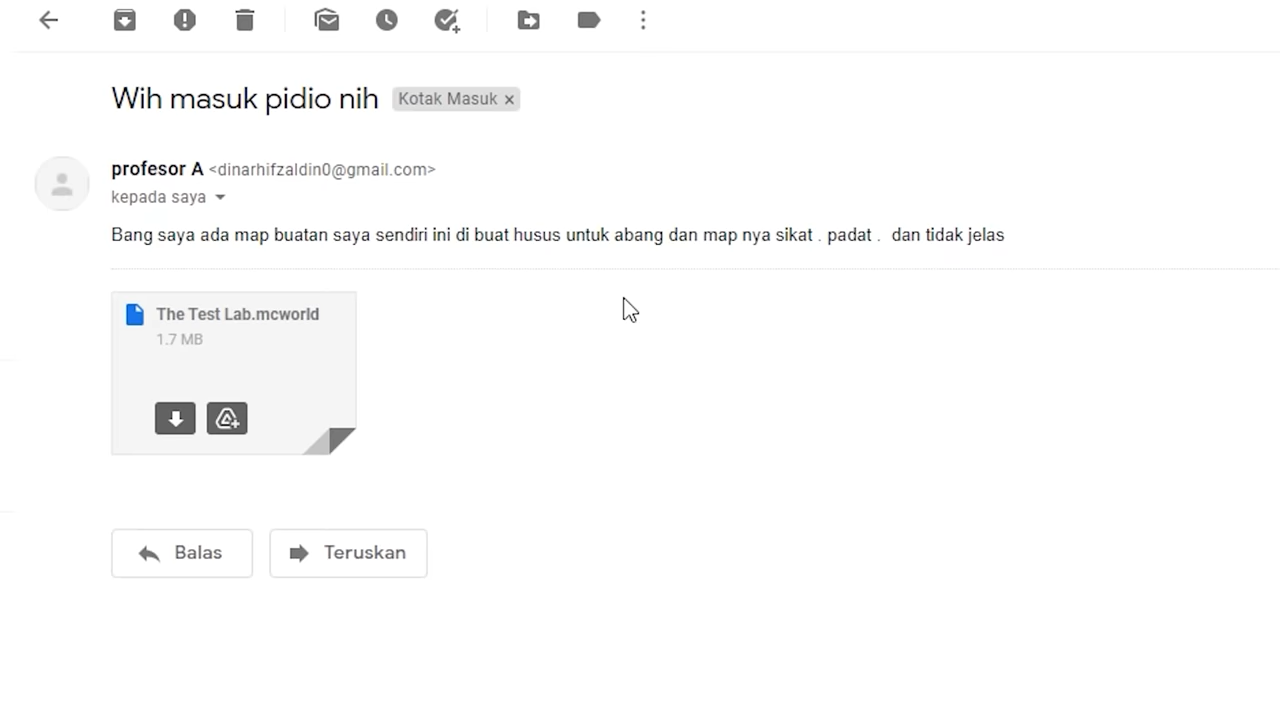 Wih masuk pidio nih Kotak Masuk ×
profesor A <dinarhifzaldin0@gmail.com>
kepada saya
Bang saya ada map buatan saya sendiri ini di buat husus untuk abang dan map nya sikat . padat .  dan tidak jelas
The Test Lab.mcworld
1.7 MB
Balas Teruskan